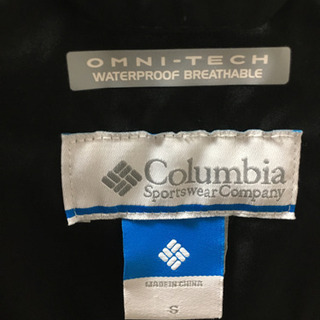 OMNI-TECH
WATERPROOF BREATHABLE
Columbia
Sportswear Company
MADE IN CHINA
S